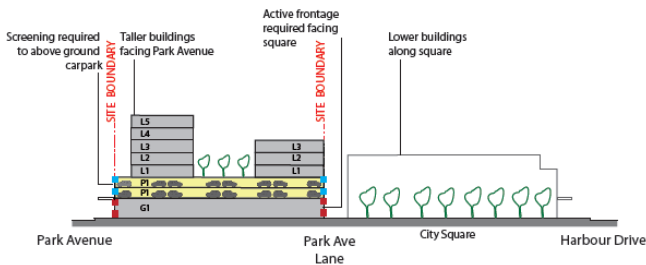 Screening required
to above ground
carpark
Taller buildings
facing Park Avenue
Active frontage
required facing
square
Lower buildings
along square
SITE BOUNDARY
SITE BOUNDARY
L5
L4
L3
L2
L1
L3
L2
L1
P1
P1
G1
Park Avenue
Park Ave
Lane
City Square
Harbour Drive